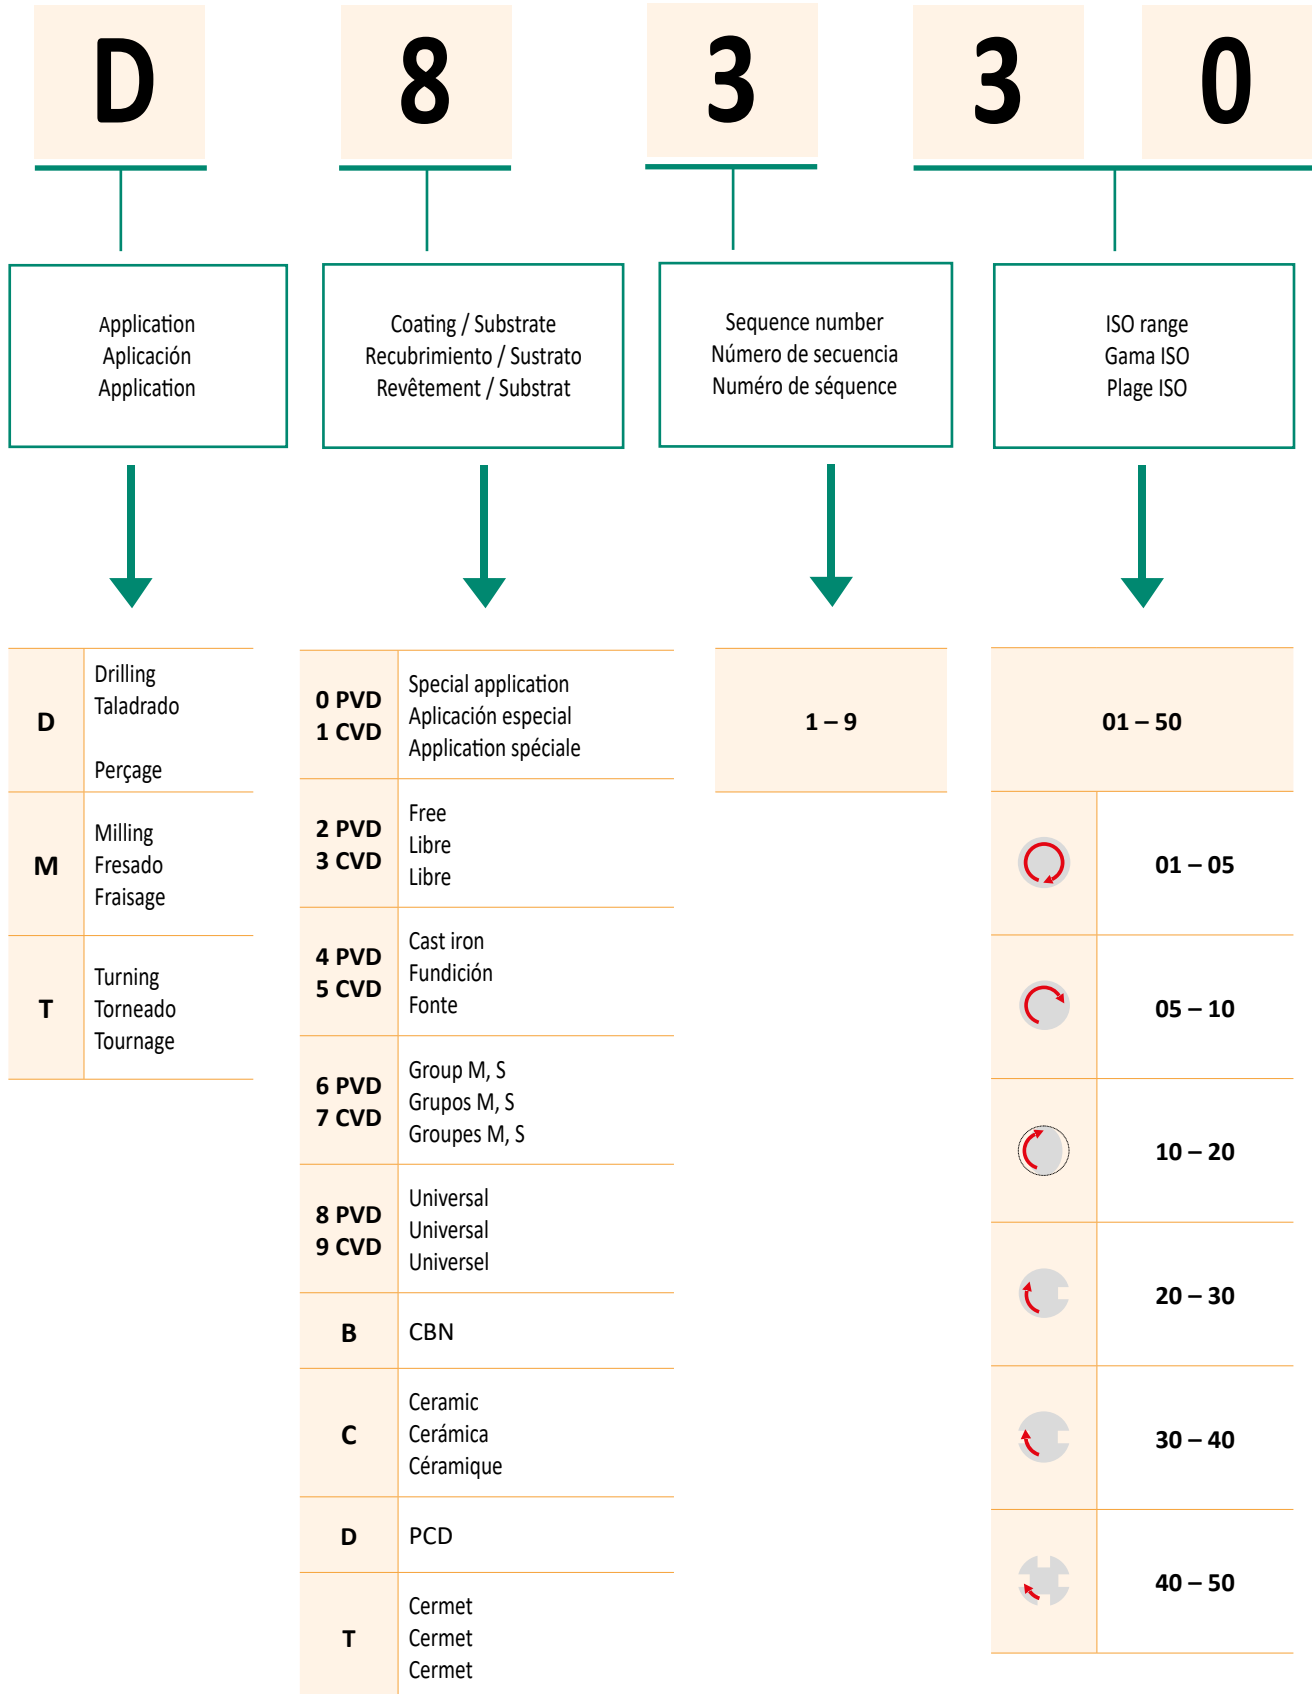 D 8 3 3 0
Application
Aplicación
Application
Coating / Substrate
Recubrimiento / Sustrato
Revêtement / Substrat
Sequence number
Número de secuencia
Numéro de séquence
ISO range
Gama ISO
Plage ISO
D
Drilling
Taladrado
Perçage
M
Milling
Fresado
Fraisage
T
Turning
Torneado
Tournage
0 PVD
1 CVD
Special application
Aplicación especial
Application spéciale
2 PVD
3 CVD
Free
Libre
Libre
4 PVD
5 CVD
Cast iron
Fundición
Fonte
6 PVD
7 CVD
Group M, S
Grupos M, S
Groupes M, S
8 PVD
9 CVD
Universal
Universal
Universel
B
CBN
C
Ceramic
Cerámica
Céramique
D
PCD
T
Cermet
Cermet
Cermet
1 – 9
01 – 50
01 – 05
05 – 10
10 – 20
20 – 30
30 – 40
40 – 50